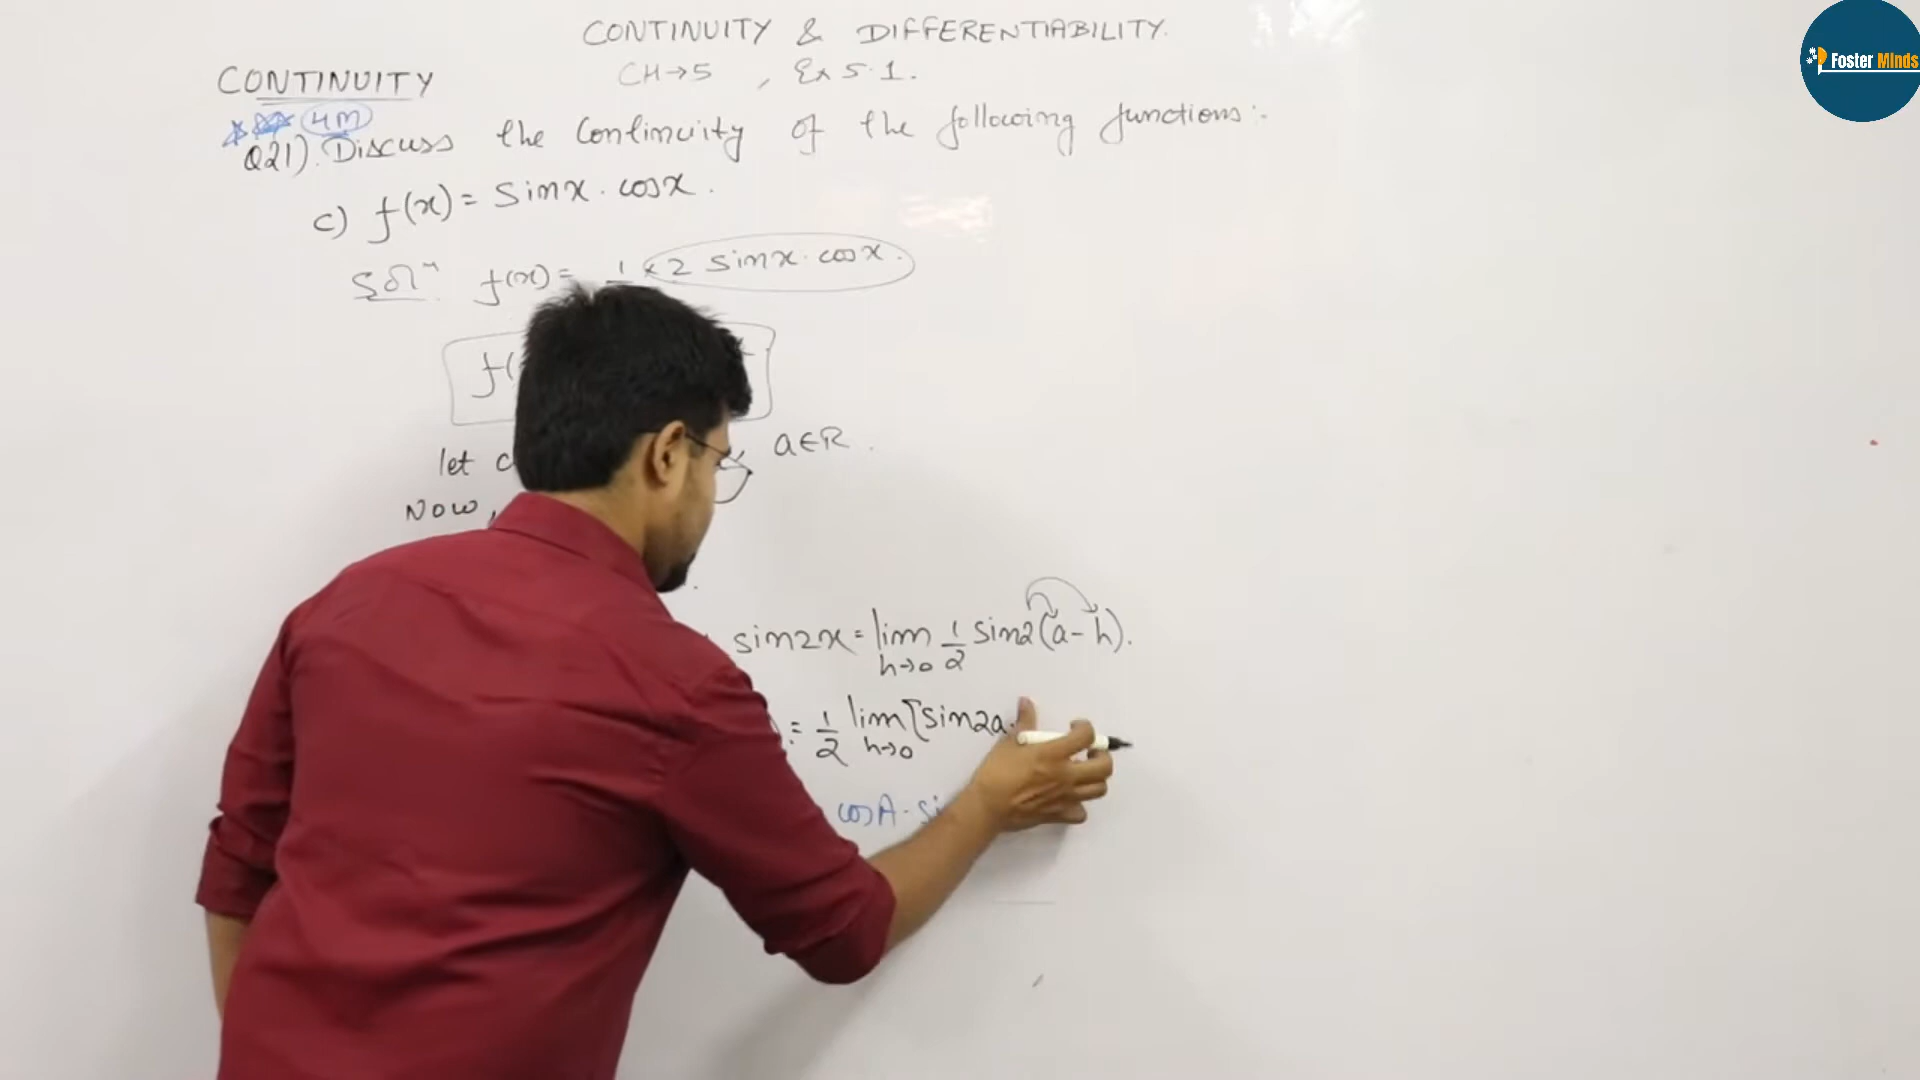 CONTINUITY & DIFFERENTIABILITY.
CH→5 , Ex 5.1.
Foster Minds
CONTINUITY
4M
Q21). Discuss the Continuity of the following functions:-
c) f(x) = Sinx . cosx .
Solⁿ f(x) = 1 × 2 sinx . cosx .
f(
let a∈R .
Now,
sin2x = lim h→0 1/2 sin2(a-h).
= 1/2 lim h→0 [sin2a.
cosA . si